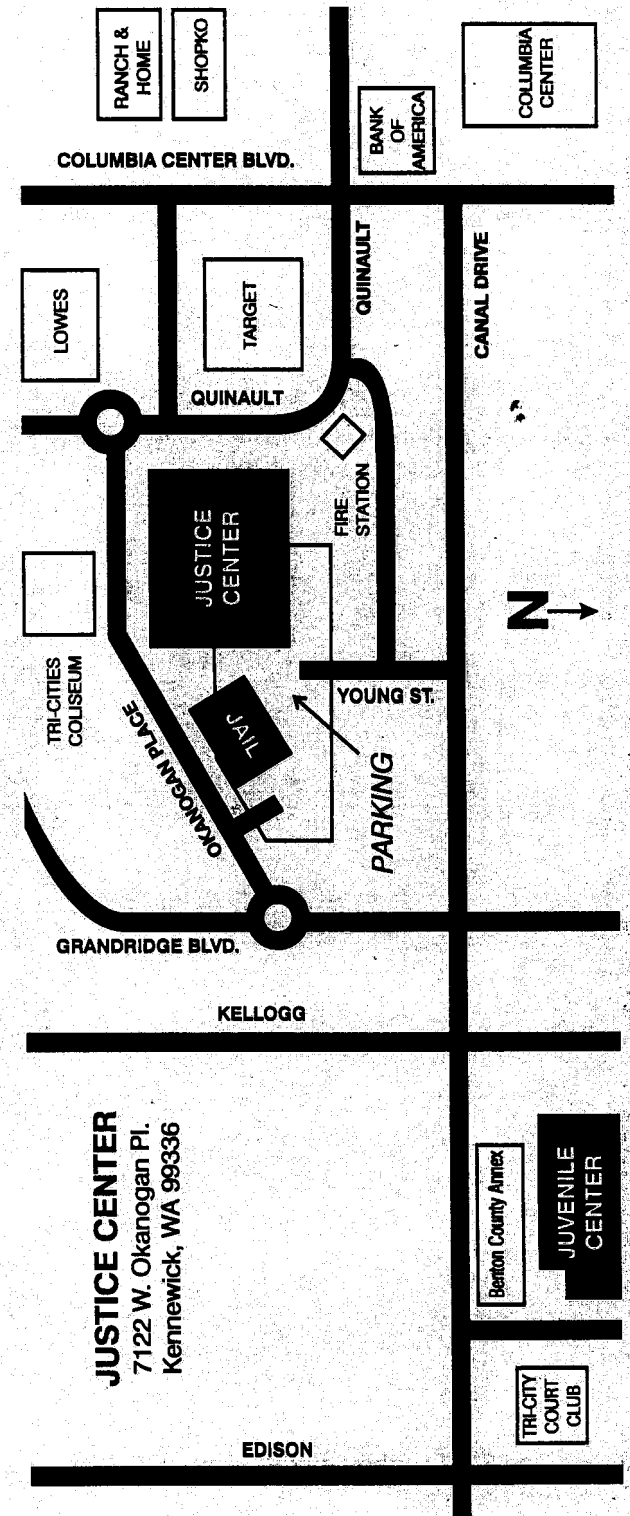 JUSTICE CENTER
7122 W. Okanogan Pl.
Kennewick, WA 99336
EDISON
KELLOGG
GRANDRIDGE BLVD.
OKANOGAN PLACE
TRI-CITIES
COLISEUM
LOWES
RANCH &
HOME
SHOPKO
COLUMBIA CENTER BLVD.
TARGET
QUINAULT
QUINAULT
JUSTICE
CENTER
JAIL
FIRE
STATION
YOUNG ST.
PARKING
BANK
OF
AMERICA
COLUMBIA
CENTER
CANAL DRIVE
N
Benton County Annex
JUVENILE
CENTER
TRI-CITY
COURT
CLUB